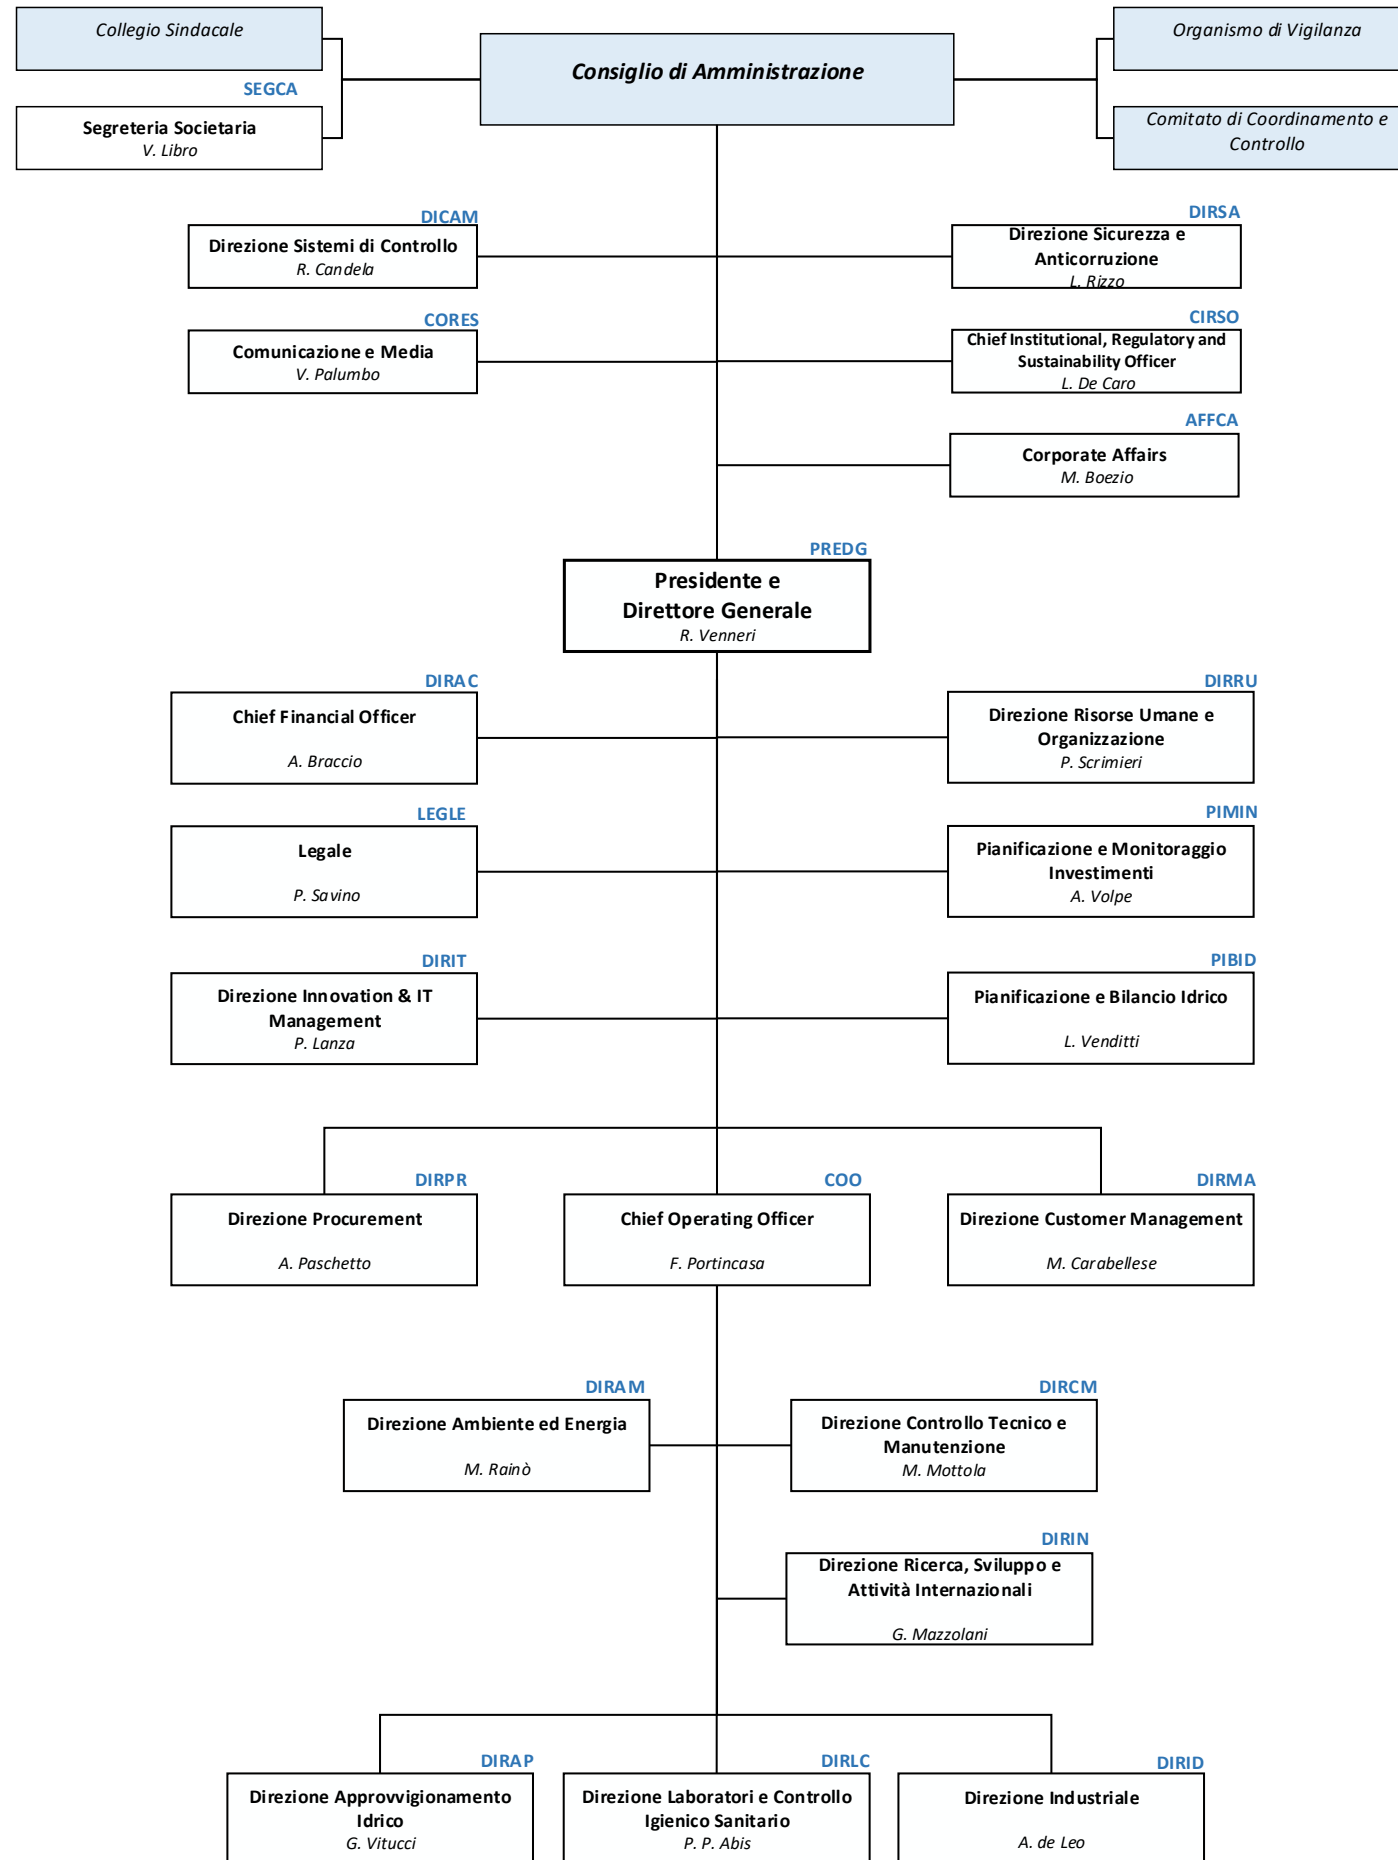 Collegio Sindacale
Organismo di Vigilanza
Consiglio di Amministrazione
SEGCA
Segreteria Societaria
V. Libro
Comitato di Coordinamento e
Controllo
DICAM
Direzione Sistemi di Controllo
R. Candela
DIRSA
Direzione Sicurezza e
Anticorruzione
L. Rizzo
CORES
Comunicazione e Media
V. Palumbo
CIRSO
Chief Institutional, Regulatory and
Sustainability Officer
L. De Caro
AFFCA
Corporate Affairs
M. Boezio
PREDG
Presidente e
Direttore Generale
R. Venneri
DIRAC
Chief Financial Officer
A. Braccio
DIRRU
Direzione Risorse Umane e
Organizzazione
P. Scrimieri
LEGLE
Legale
P. Savino
PIMIN
Pianificazione e Monitoraggio
Investimenti
A. Volpe
DIRIT
Direzione Innovation & IT
Management
P. Lanza
PIBID
Pianificazione e Bilancio Idrico
L. Venditti
DIRPR
Direzione Procurement
A. Paschetto
COO
Chief Operating Officer
F. Portincasa
DIRMA
Direzione Customer Management
M. Carabellese
DIRAM
Direzione Ambiente ed Energia
M. Rainò
DIRCM
Direzione Controllo Tecnico e
Manutenzione
M. Mottola
DIRIN
Direzione Ricerca, Sviluppo e
Attività Internazionali
G. Mazzolani
DIRAP
Direzione Approvvigionamento
Idrico
G. Vitucci
DIRLC
Direzione Laboratori e Controllo
Igienico Sanitario
P. P. Abis
DIRID
Direzione Industriale
A. de Leo